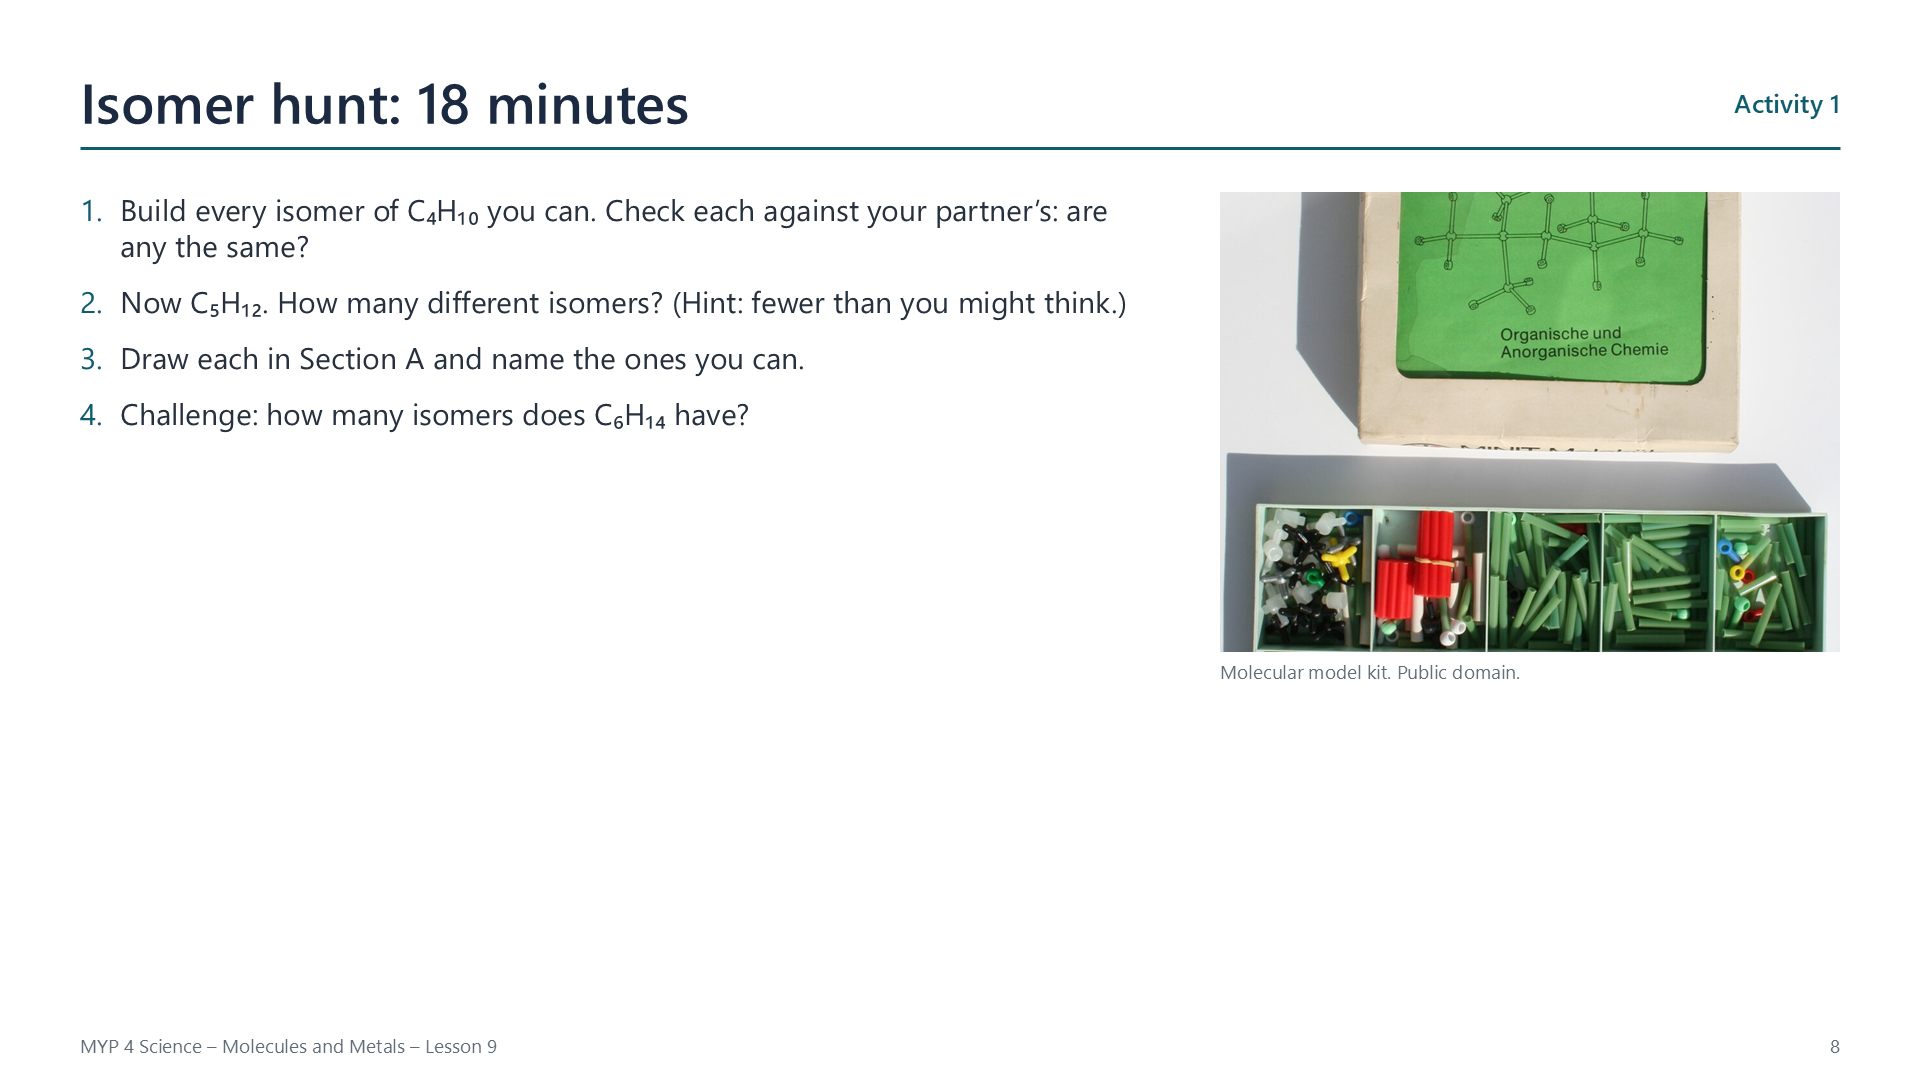 Isomer hunt: 18 minutes
Activity 1
1. Build every isomer of C₄H₁₀ you can. Check each against your partner’s: are
any the same?
2. Now C₅H₁₂. How many different isomers? (Hint: fewer than you might think.)
3. Draw each in Section A and name the ones you can.
4. Challenge: how many isomers does C₆H₁₄ have?
Organische und
Anorganische Chemie
Molecular model kit. Public domain.
MYP 4 Science – Molecules and Metals – Lesson 9
8